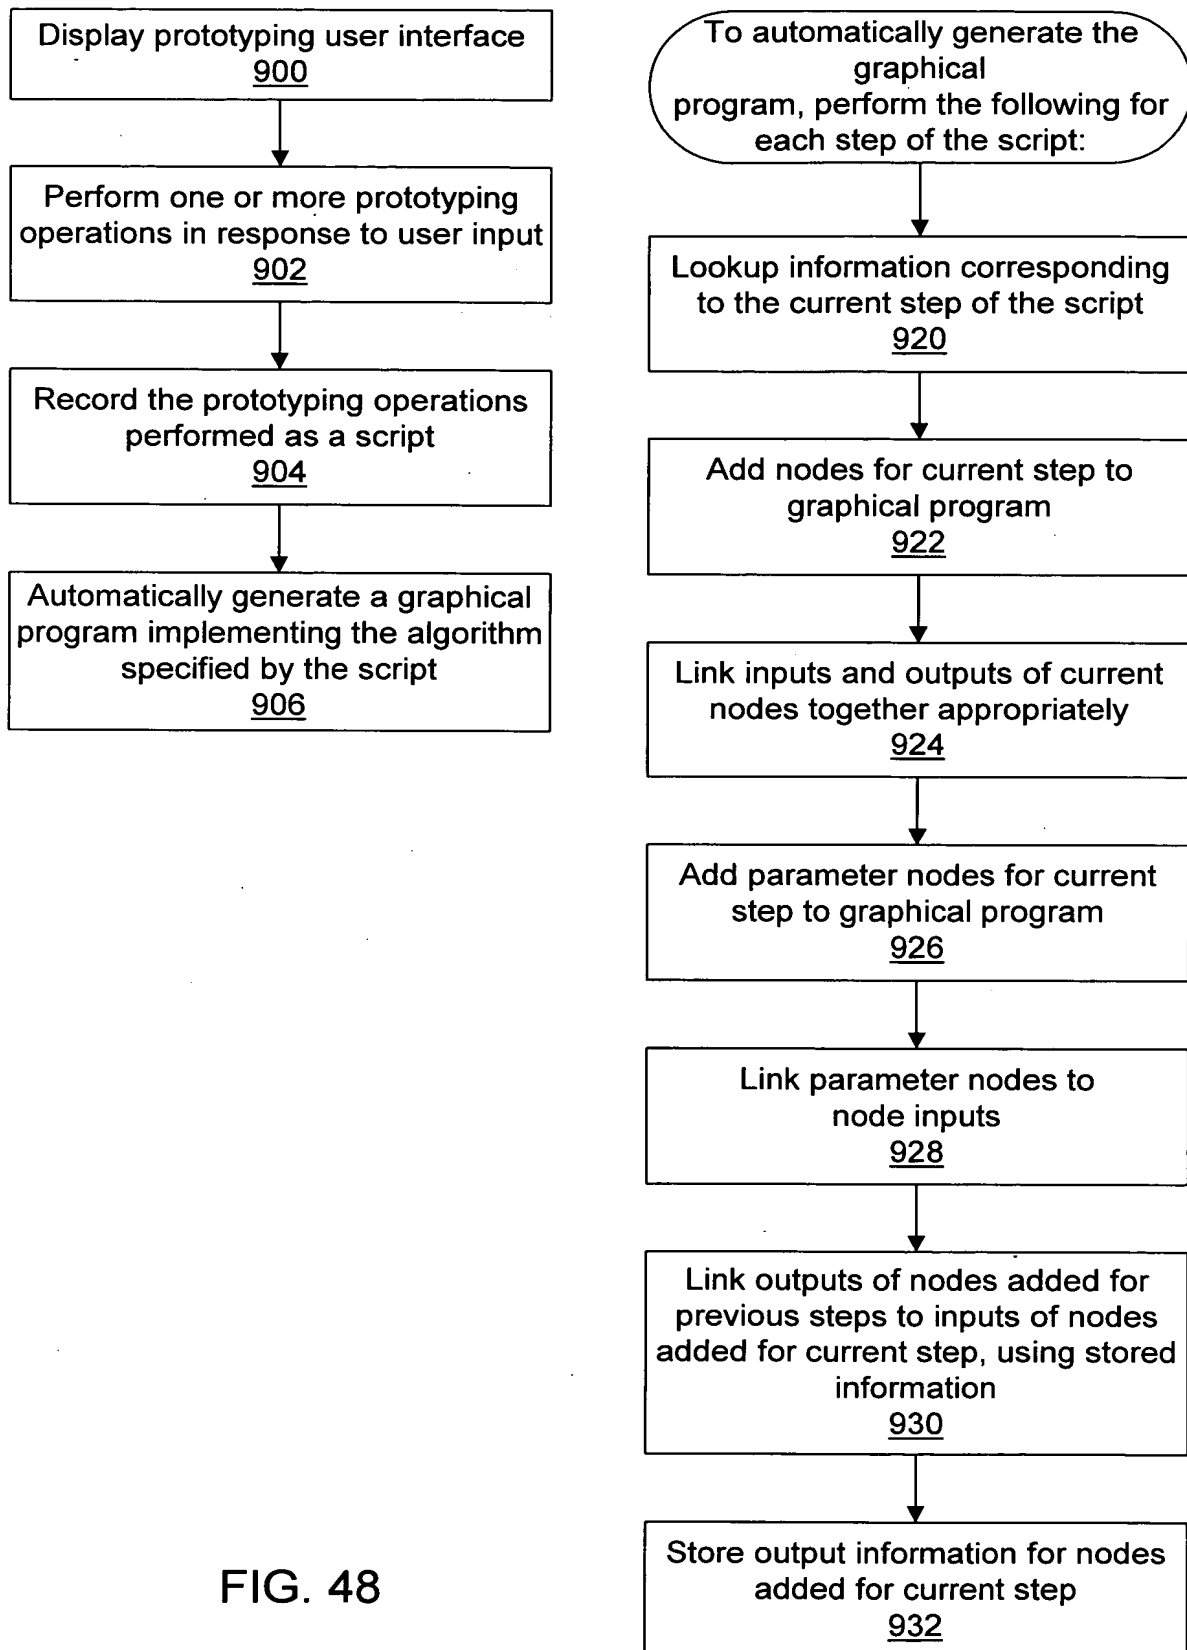 Display prototyping user interface
900
Perform one or more prototyping
operations in response to user input
902
Record the prototyping operations
performed as a script
904
Automatically generate a graphical
program implementing the algorithm
specified by the script
906
FIG. 48
To automatically generate the
graphical
program, perform the following for
each step of the script:
Lookup information corresponding
to the current step of the script
920
Add nodes for current step to
graphical program
922
Link inputs and outputs of current
nodes together appropriately
924
Add parameter nodes for current
step to graphical program
926
Link parameter nodes to
node inputs
928
Link outputs of nodes added for
previous steps to inputs of nodes
added for current step, using stored
information
930
Store output information for nodes
added for current step
932